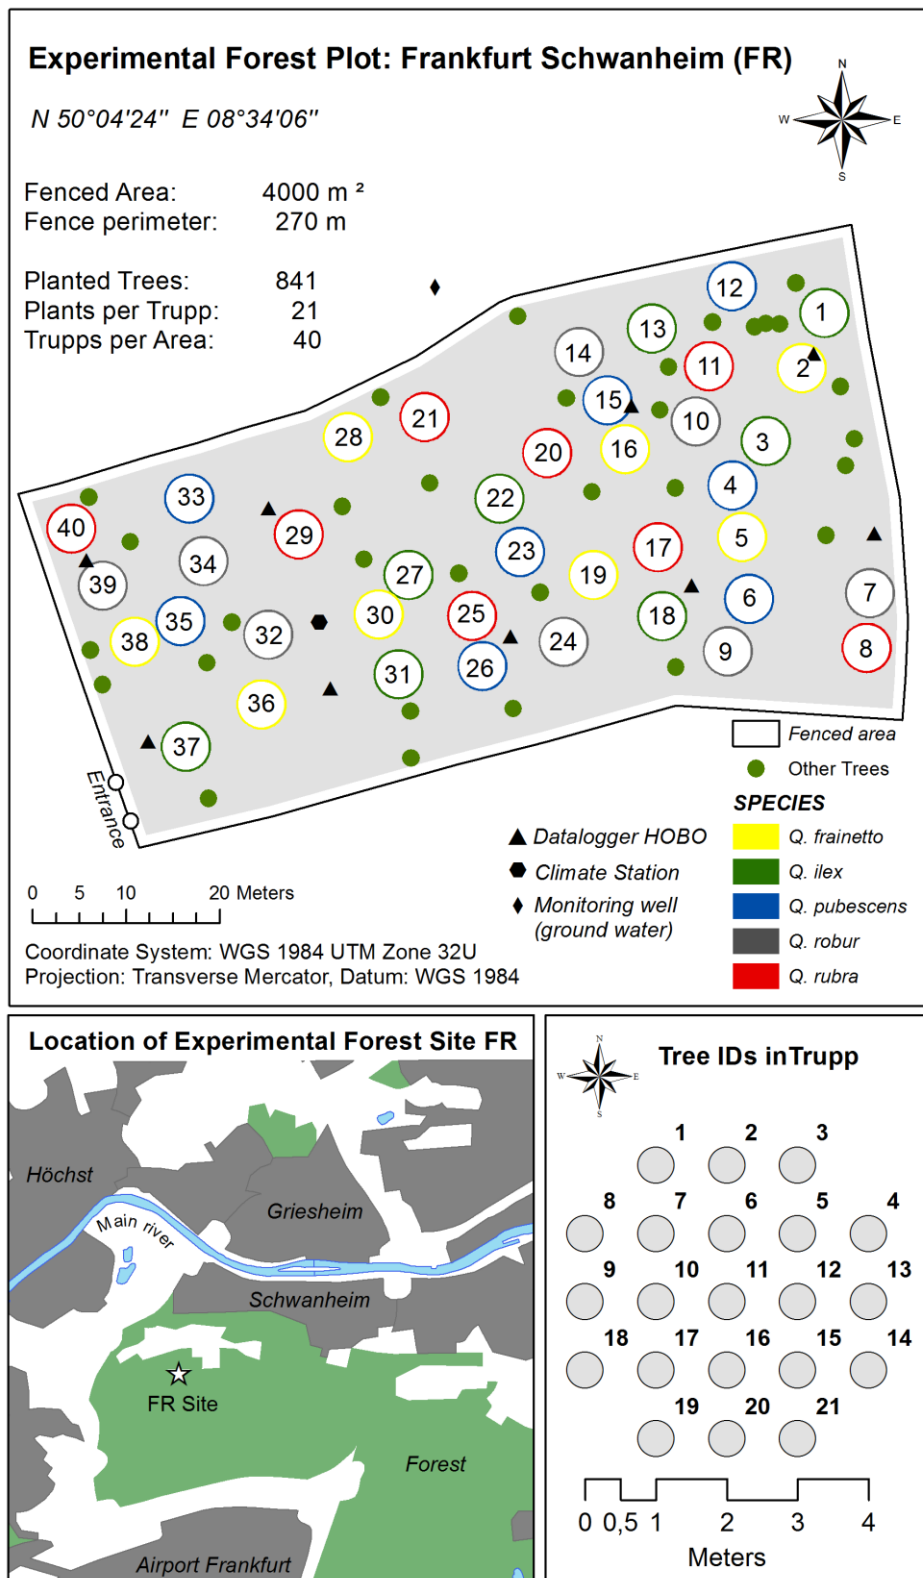 Experimental Forest Plot: Frankfurt Schwanheim (FR)
N 50°04'24" E 08°34'06"
N
W E
S
Fenced Area: 4000 m ²
Fence perimeter: 270 m
Planted Trees: 841
Plants per Trupp: 21
Trupps per Area: 40
12
1
13
14
11
2
15
10
21
28
16
3
20
4
33
22
40
29
5
17
23
34
27
19
39
7
6
30
25
18
35
38
32
24
8
9
26
31
36
37
Entrance
Fenced area
Other Trees
SPECIES
Q. frainetto
Q. ilex
Q. pubescens
Q. robur
Q. rubra
Datalogger HOBO
Climate Station
Monitoring well
(ground water)
0 5 10 20 Meters
Coordinate System: WGS 1984 UTM Zone 32U
Projection: Transverse Mercator, Datum: WGS 1984
Location of Experimental Forest Site FR
Höchst
Griesheim
Main river
Schwanheim
FR Site
Forest
Airport Frankfurt
Tree IDs inTrupp
N
W E
S
1 2 3
8 7 6 5 4
9 10 11 12 13
18 17 16 15 14
19 20 21
0 0,5 1 2 3 4
Meters